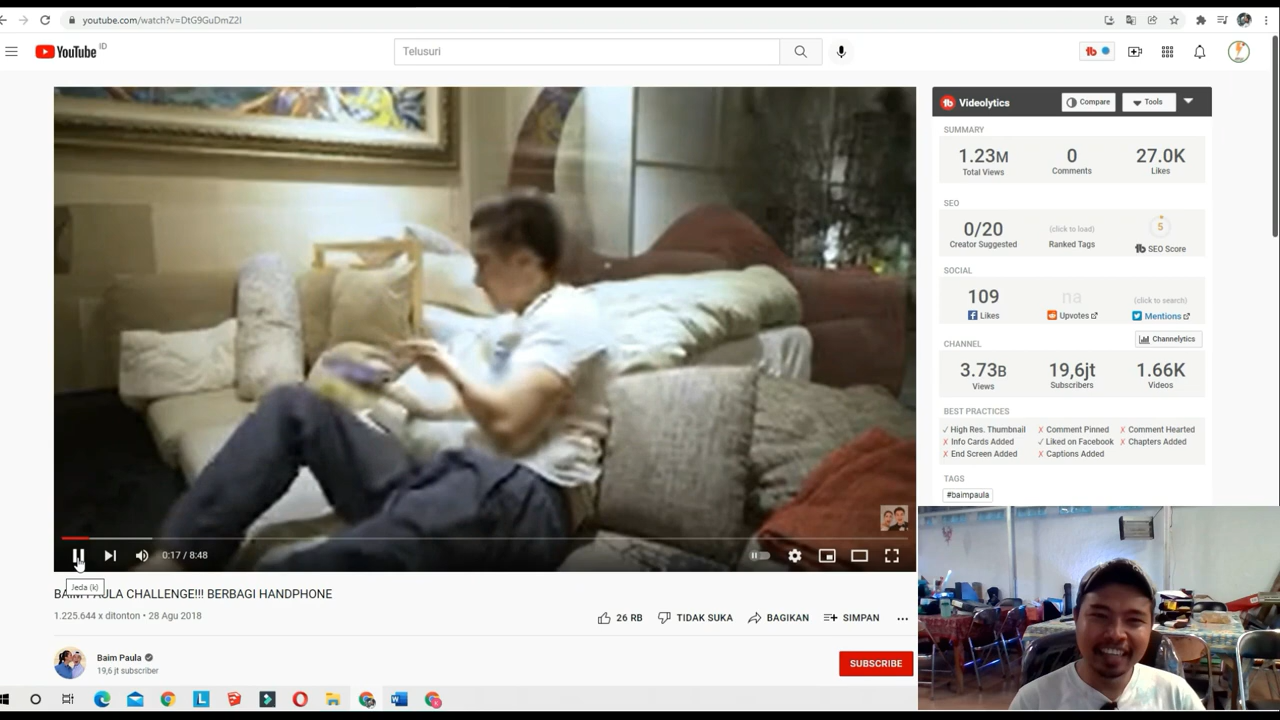 youtube.com/watch?v=DtG9GuDmZ2I
YouTube ID
Telusuri
tb
0:17 / 8:48
Jeda (k)
BAIM PAULA CHALLENGE!!! BERBAGI HANDPHONE
1.225.644 x ditonton • 28 Agu 2018
26 RB TIDAK SUKA BAGIKAN SIMPAN
Baim Paula
19,6 jt subscriber
SUBSCRIBE
tb Videolytics Compare Tools
SUMMARY
1.23M 0 27.0K
Total Views Comments Likes
SEO
0/20 (click to load) 5
Creator Suggested Ranked Tags tb SEO Score
SOCIAL
109 na (click to search)
Likes Upvotes Mentions
CHANNEL Channelytics
3.73B 19,6jt 1.66K
Views Subscribers Videos
BEST PRACTICES
✓ High Res. Thumbnail ✗ Comment Pinned ✗ Comment Hearted
✗ Info Cards Added ✓ Liked on Facebook ✗ Chapters Added
✗ End Screen Added ✗ Captions Added
TAGS
#baimpaula